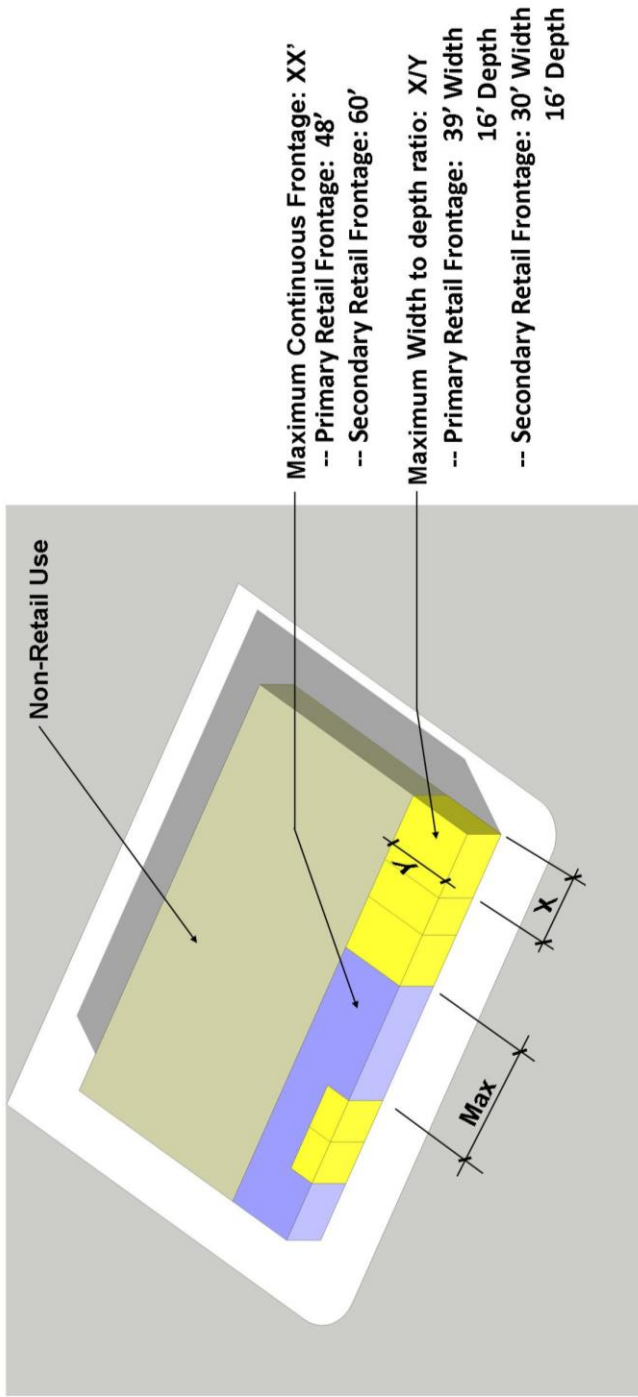 Non-Retail Use
Maximum Continuous Frontage: XX’
-- Primary Retail Frontage: 48’
-- Secondary Retail Frontage: 60’
Maximum Width to depth ratio: X/Y
-- Primary Retail Frontage: 39’ Width
16’ Depth
-- Secondary Retail Frontage: 30’ Width
16’ Depth
Y
X
Max